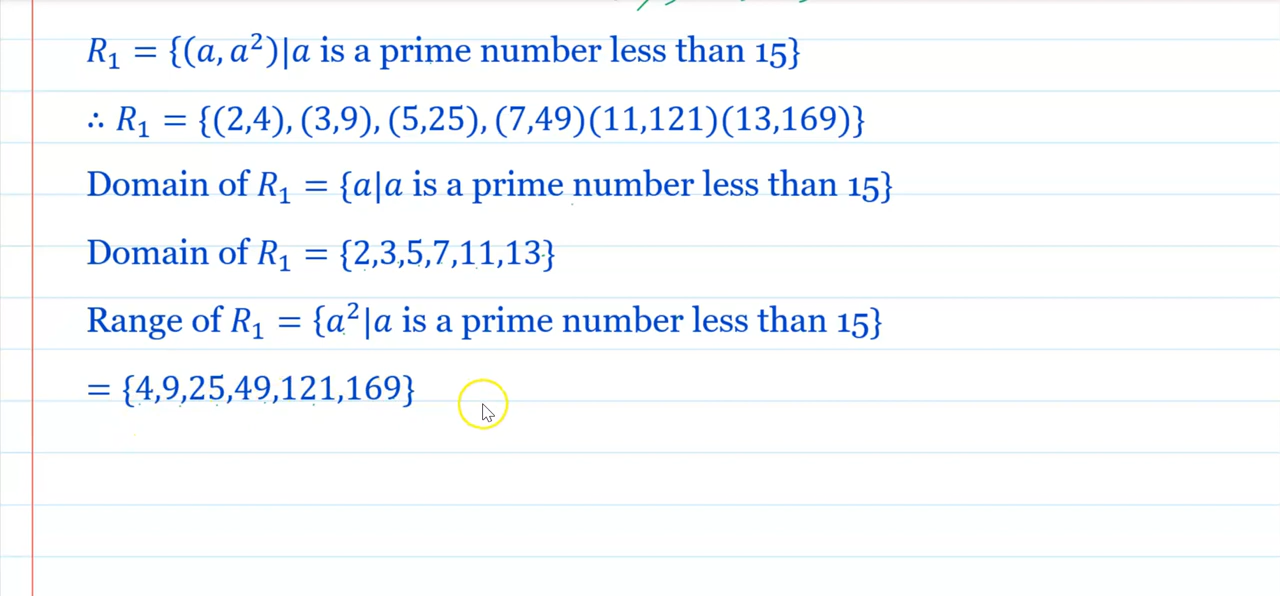 R₁ = {(a, a²)|a is a prime number less than 15}
∴ R₁ = {(2,4), (3,9), (5,25), (7,49)(11,121)(13,169)}
Domain of R₁ = {a|a is a prime number less than 15}
Domain of R₁ = {2,3,5,7,11,13}
Range of R₁ = {a²|a is a prime number less than 15}
= {4,9,25,49,121,169}